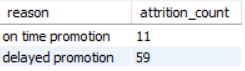 reason attrition_count
on time promotion 11
delayed promotion 59